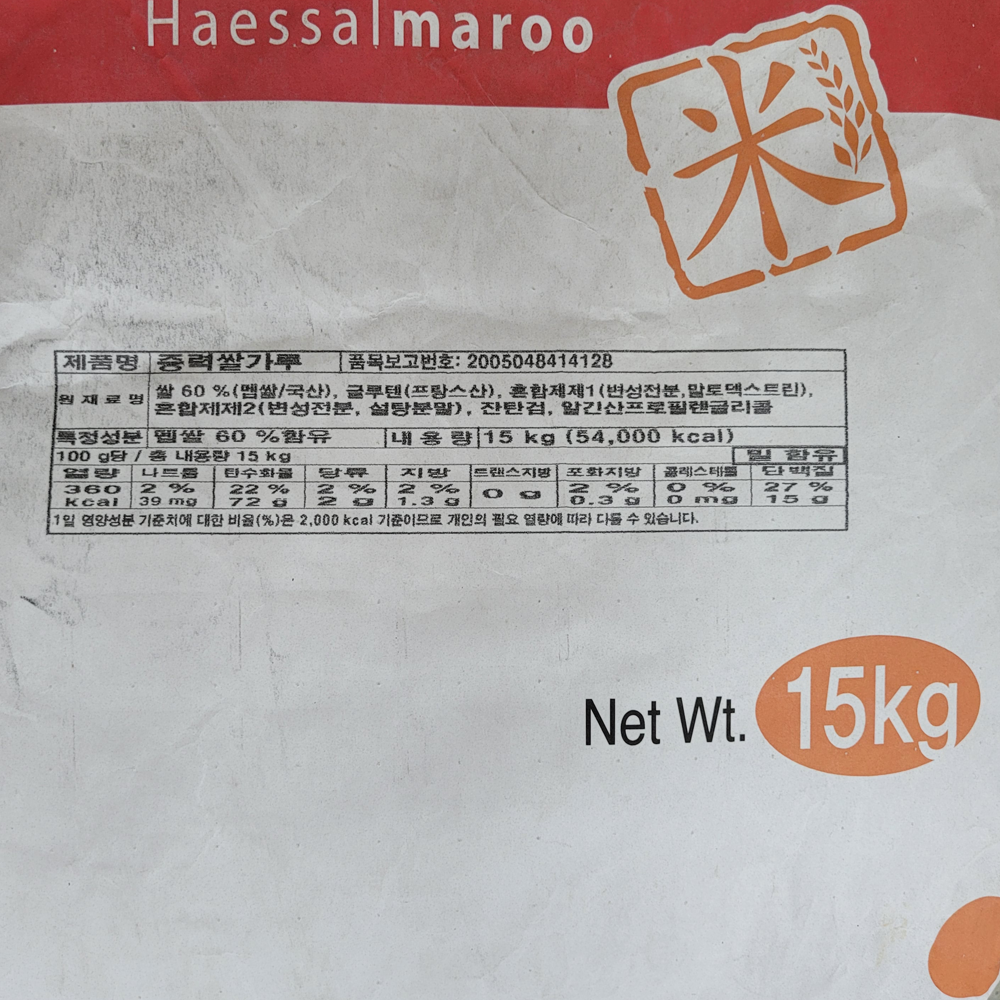 Haessalmaroo
米
제품명 중력쌀가루 품목보고번호: 2005048414128
원재료명 쌀 60 %(멥쌀/국산), 글루텐(프랑스산), 혼합제제1(변성전분,말토덱스트린),
혼합제제2(변성전분, 설탕분말), 잔탄검, 알긴산프로필렌글리콜
특정성분 멥쌀 60 %함유 내용량 15 kg (54,000 kcal)
100 g당 / 총 내용량 15 kg 밀 함유
열량 나트륨 탄수화물 당류 지방 트랜스지방 포화지방 콜레스테롤 단백질
360 2 % 22 % 2 % 2 % 0 g 2 % 0 % 27 %
kcal 39 mg 72 g 2 g 1.3 g 0.3 g 0 mg 15 g
1일 영양성분 기준치에 대한 비율(%)은 2,000 kcal 기준이므로 개인의 필요 열량에 따라 다를 수 있습니다.
Net Wt. 15kg